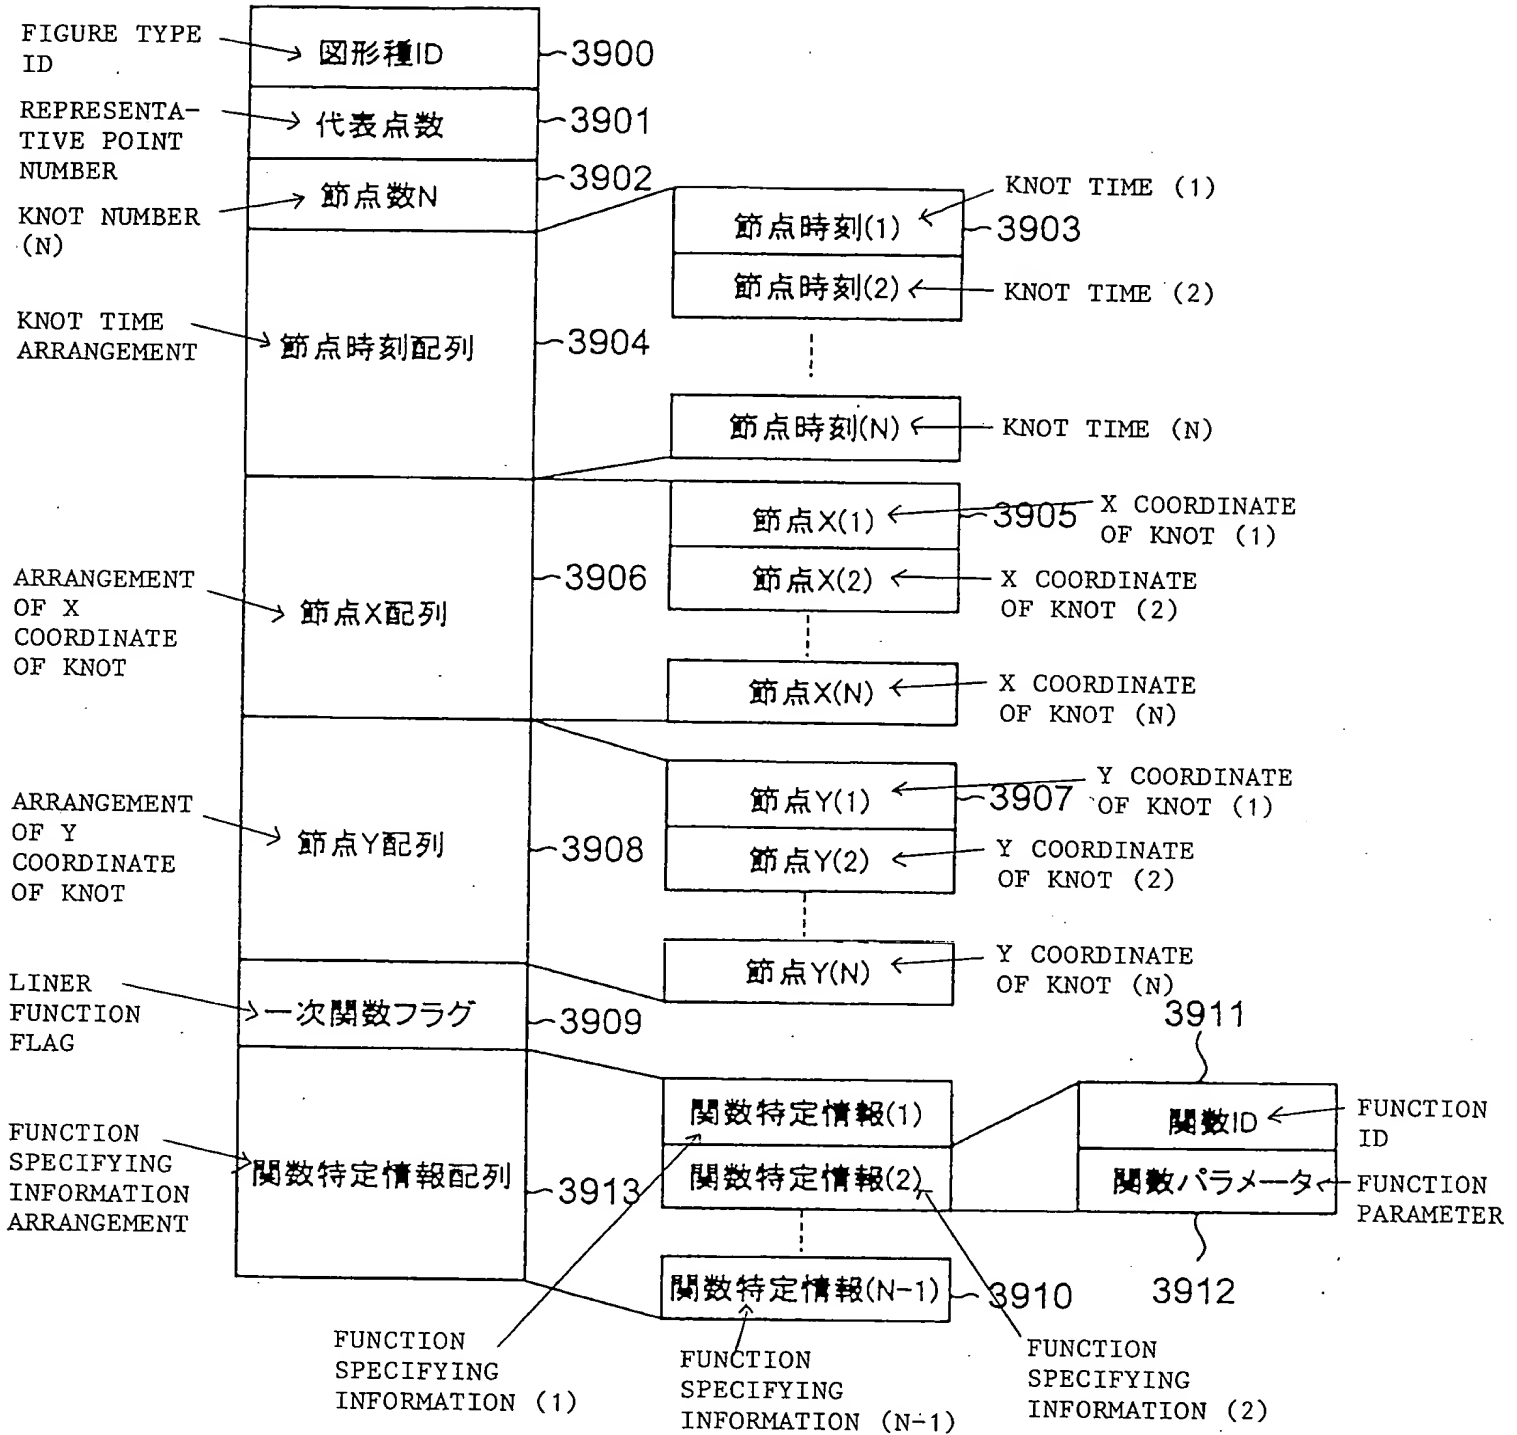 FIGURE TYPE
ID
図形種ID
3900
REPRESENTA-
TIVE POINT
NUMBER
代表点数
3901
KNOT NUMBER
(N)
節点数N
3902
KNOT TIME
ARRANGEMENT
節点時刻配列
3904
節点時刻(1)
KNOT TIME (1)
3903
節点時刻(2)
KNOT TIME (2)
節点時刻(N)
KNOT TIME (N)
ARRANGEMENT
OF X
COORDINATE
OF KNOT
節点X配列
3906
節点X(1)
3905
X COORDINATE
OF KNOT (1)
節点X(2)
X COORDINATE
OF KNOT (2)
節点X(N)
X COORDINATE
OF KNOT (N)
ARRANGEMENT
OF Y
COORDINATE
OF KNOT
節点Y配列
3908
節点Y(1)
3907
Y COORDINATE
OF KNOT (1)
節点Y(2)
Y COORDINATE
OF KNOT (2)
節点Y(N)
Y COORDINATE
OF KNOT (N)
LINER
FUNCTION
FLAG
一次関数フラグ
3909
FUNCTION
SPECIFYING
INFORMATION
ARRANGEMENT
関数特定情報配列
3913
関数特定情報(1)
関数特定情報(2)
関数特定情報(N-1)
3910
3911
関数ID
FUNCTION
ID
関数パラメータ
FUNCTION
PARAMETER
3912
FUNCTION
SPECIFYING
INFORMATION (1)
FUNCTION
SPECIFYING
INFORMATION (N-1)
FUNCTION
SPECIFYING
INFORMATION (2)